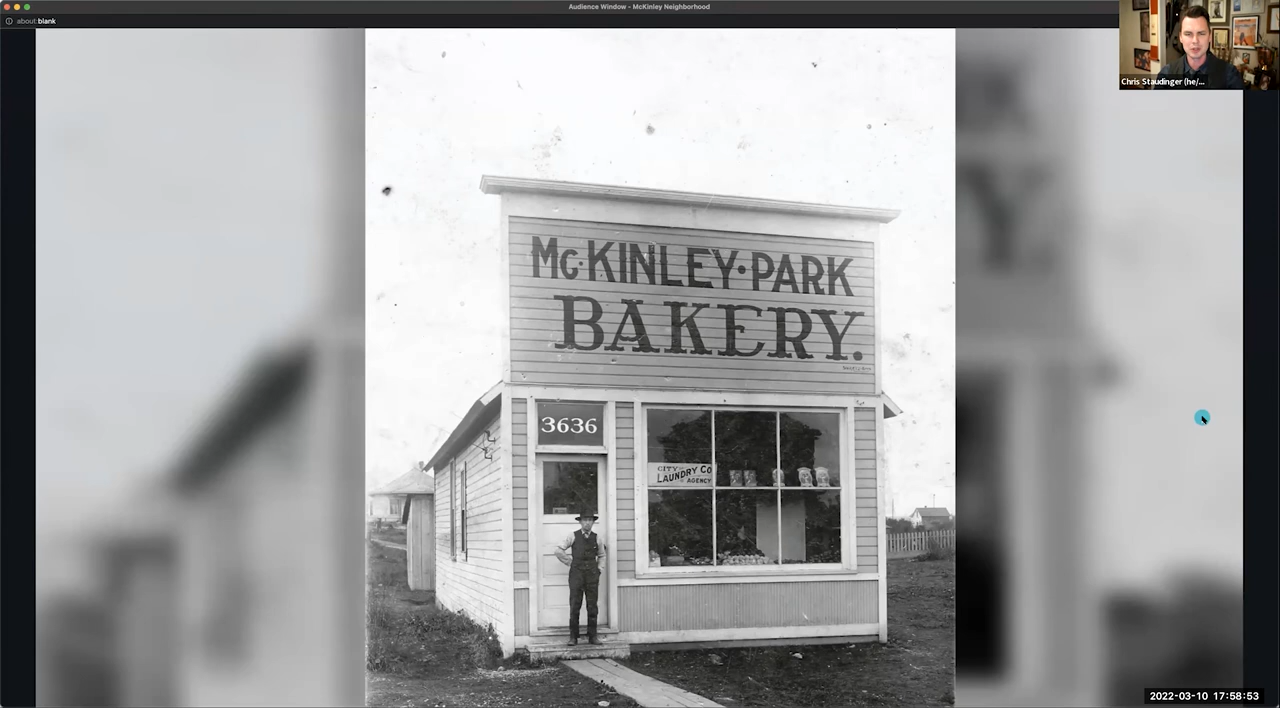 Audience Window - McKinley Neighborhood
about:blank
Chris Staudinger (he/...
McKINLEY·PARK
BAKERY.
3636
CITY
LAUNDRY CO
AGENCY
2022-03-10 17:58:53